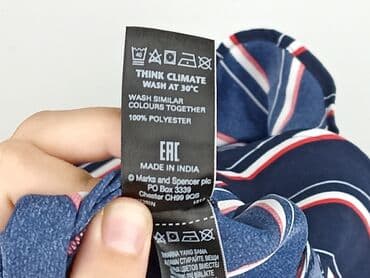 40
THINK CLIMATE
WASH AT 30°C
WASH SIMILAR
COLOURS TOGETHER
100% POLYESTER
EAC
MADE IN INDIA
© Marks and Spencer plc
PO Box 3339
Chester CH99 9QS